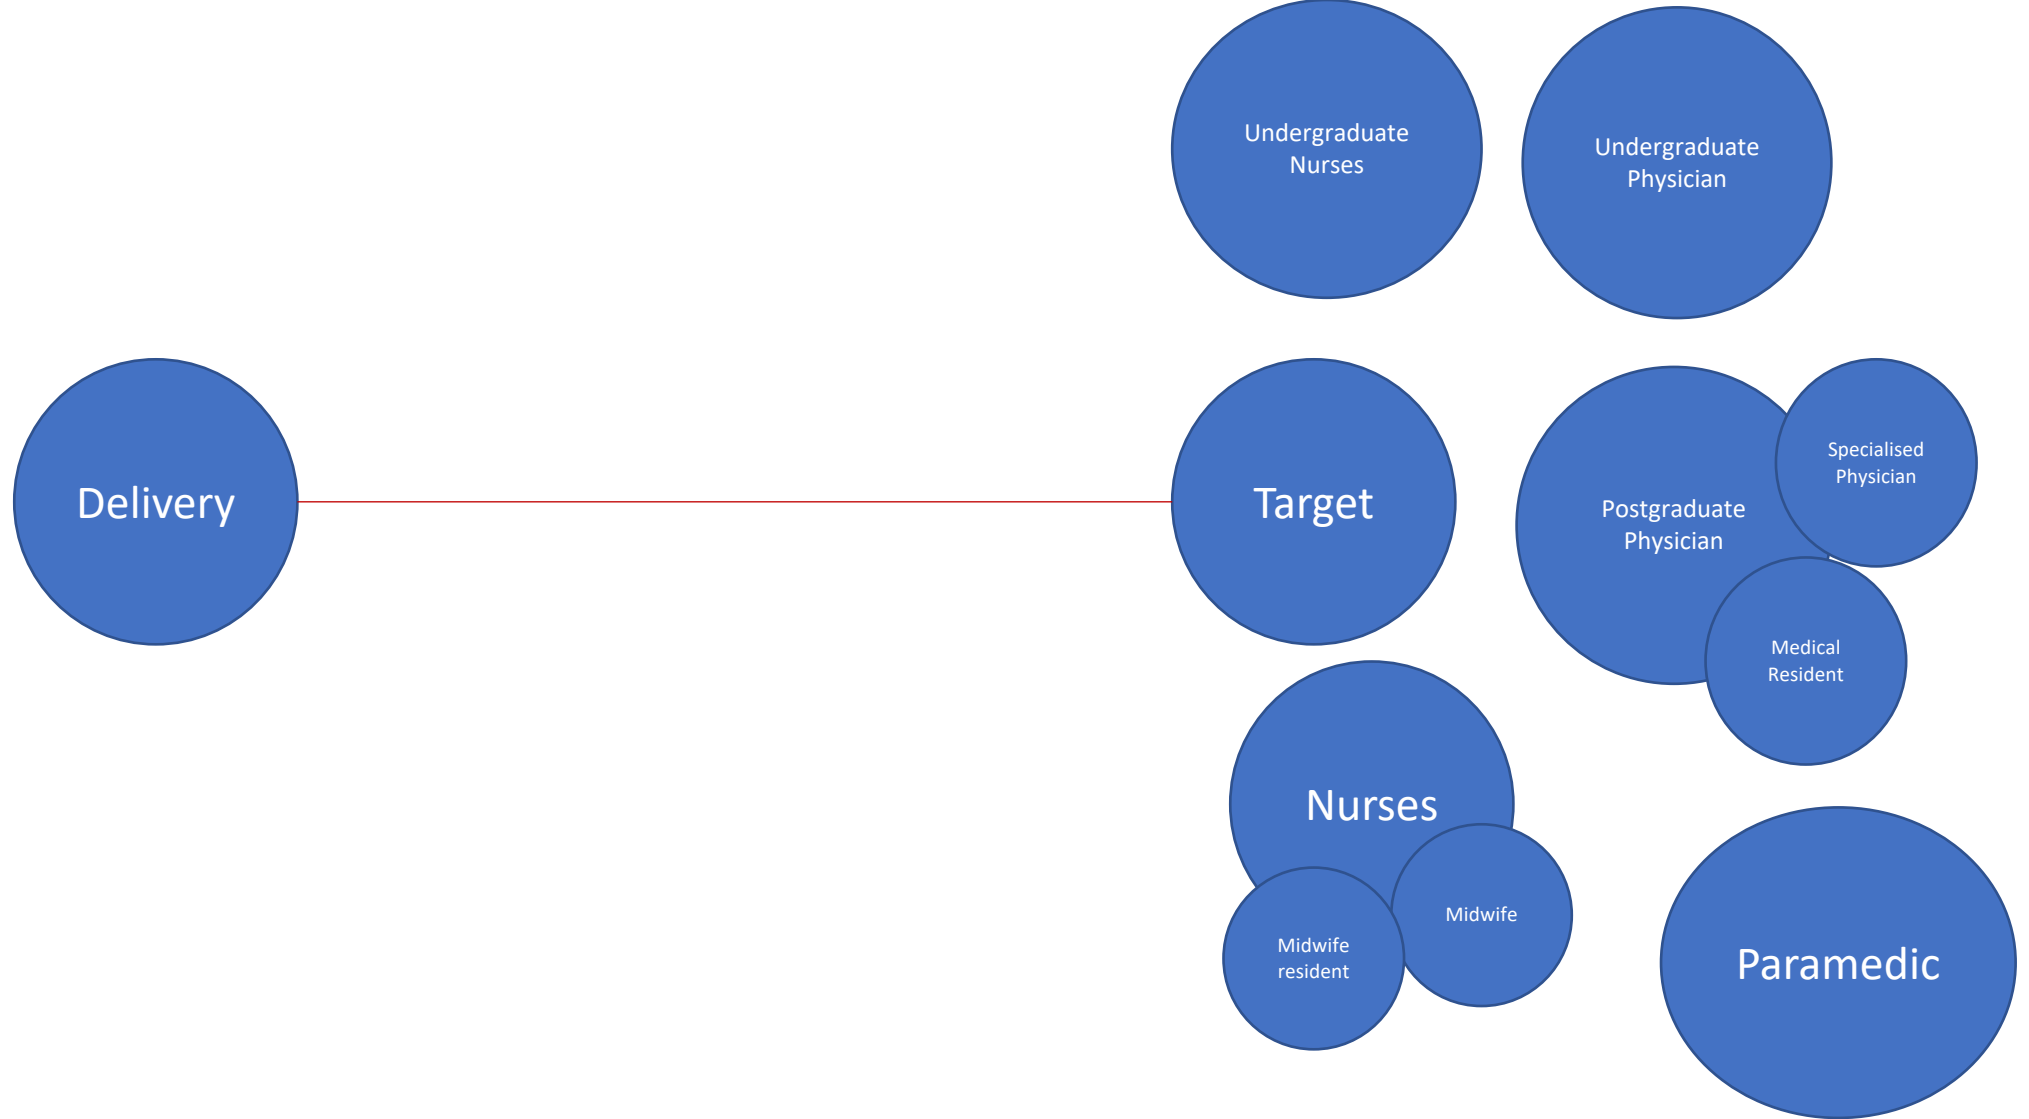 Undergraduate
Nurses
Undergraduate
Physician
Delivery
Target
Postgraduate
Physician
Specialised
Physician
Medical
Resident
Nurses
Midwife
Midwife
resident
Paramedic